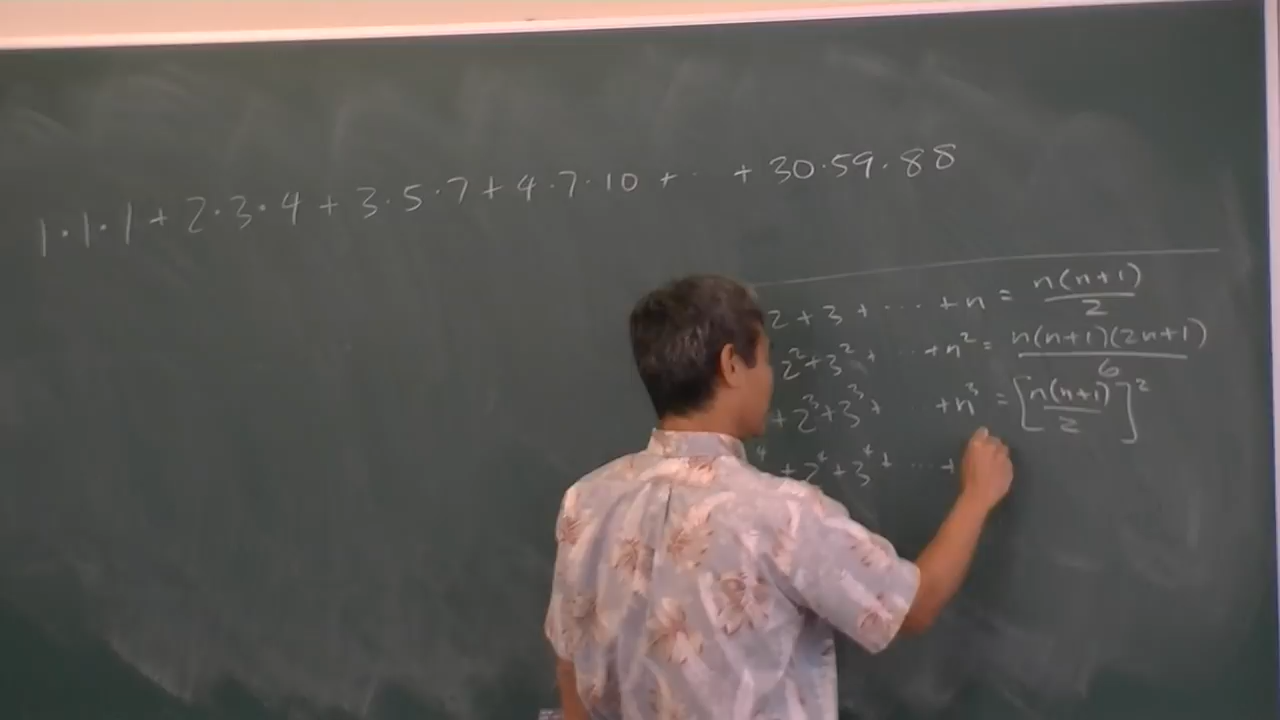 1·1·1 + 2·3·4 + 3·5·7 + 4·7·10 + ·· + 30·59·88
2 + 3 + ··· + n = n(n+1)/2
2² + 3² + ·· + n² = n(n+1)(2n+1)/6
+ 2³ + 3³ + ·· + n³ = [n(n+1)/2]²
⁴ + 2⁴ + 3⁴ + ··· +